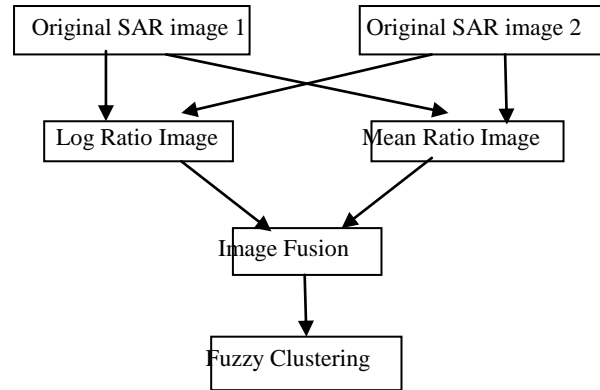 Original SAR image 1
Original SAR image 2
Log Ratio Image
Mean Ratio Image
Image Fusion
Fuzzy Clustering